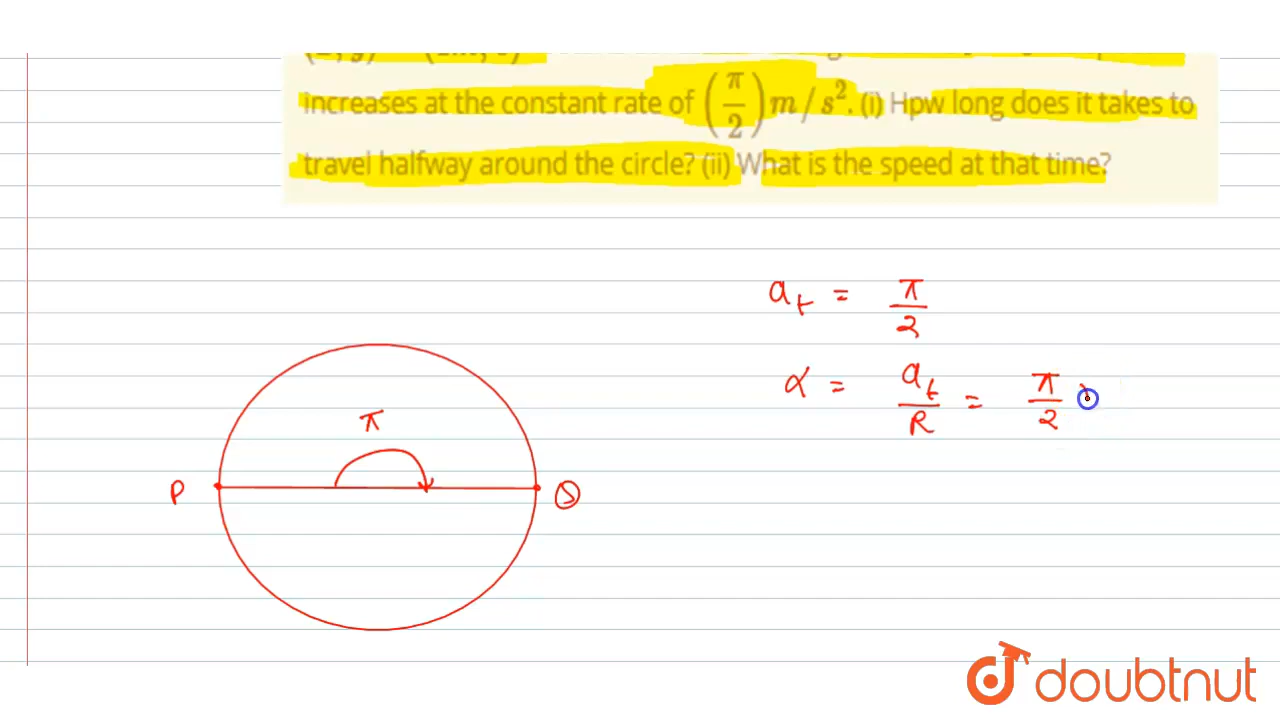 increases at the constant rate of (π/2) m/s². (i) Hpw long does it takes to
travel halfway around the circle? (ii) What is the speed at that time?
a_t = π/2
α = a_t/R = π/2
π
P
Q
doubtnut